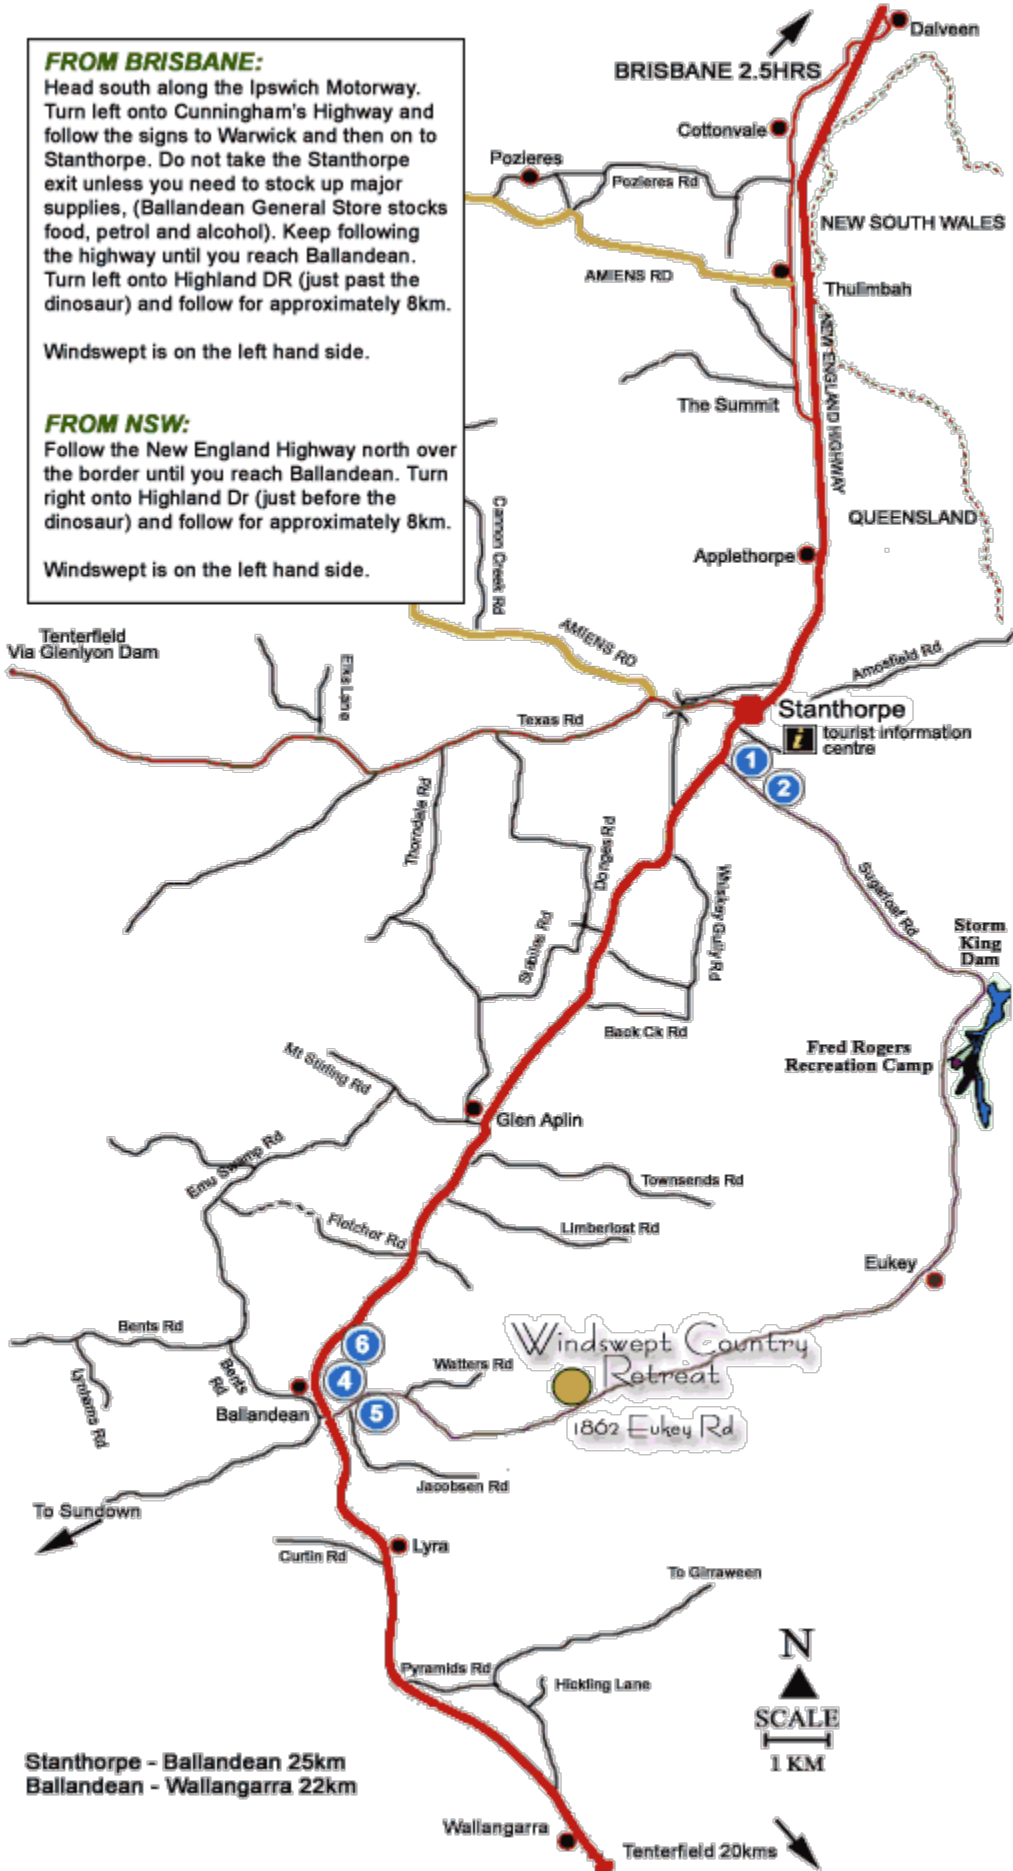 FROM BRISBANE:
Head south along the Ipswich Motorway.
Turn left onto Cunningham's Highway and
follow the signs to Warwick and then on to
Stanthorpe. Do not take the Stanthorpe
exit unless you need to stock up major
supplies, (Ballandean General Store stocks
food, petrol and alcohol). Keep following
the highway until you reach Ballandean.
Turn left onto Highland DR (just past the
dinosaur) and follow for approximately 8km.
Windswept is on the left hand side.
FROM NSW:
Follow the New England Highway north over
the border until you reach Ballandean. Turn
right onto Highland Dr (just before the
dinosaur) and follow for approximately 8km.
Windswept is on the left hand side.
Dalveen
BRISBANE 2.5HRS
Cottonvale
Pozieres
Pozieres Rd
NEW SOUTH WALES
AMIENS RD
Thulimbah
NEW ENGLAND HIGHWAY
The Summit
QUEENSLAND
Cannon Creek Rd
Applethorpe
AMIENS RD
Tenterfield
Via Glenlyon Dam
Elks Lane
Amosfield Rd
Texas Rd
Stanthorpe
i
tourist information
centre
1
2
Thorndale Rd
Donges Rd
Whiskey Gully Rd
Sugarloaf Rd
Stabiles Rd
Storm
King
Dam
Back Ck Rd
Fred Rogers
Recreation Camp
Mt Stirling Rd
Glen Aplin
Emu Swamp Rd
Townsends Rd
Limberlost Rd
Fletcher Rd
Eukey
Bents Rd
6
Windswept Country
Retreat
Watters Rd
Lynhams Rd
Bents
Rd
4
5
Ballandean
1862 Eukey Rd
Jacobsen Rd
To Sundown
Curtin Rd
Lyra
To Girraween
Pyramids Rd
Hickling Lane
N
SCALE
1 KM
Stanthorpe - Ballandean 25km
Ballandean - Wallangarra 22km
Wallangarra
Tenterfield 20kms